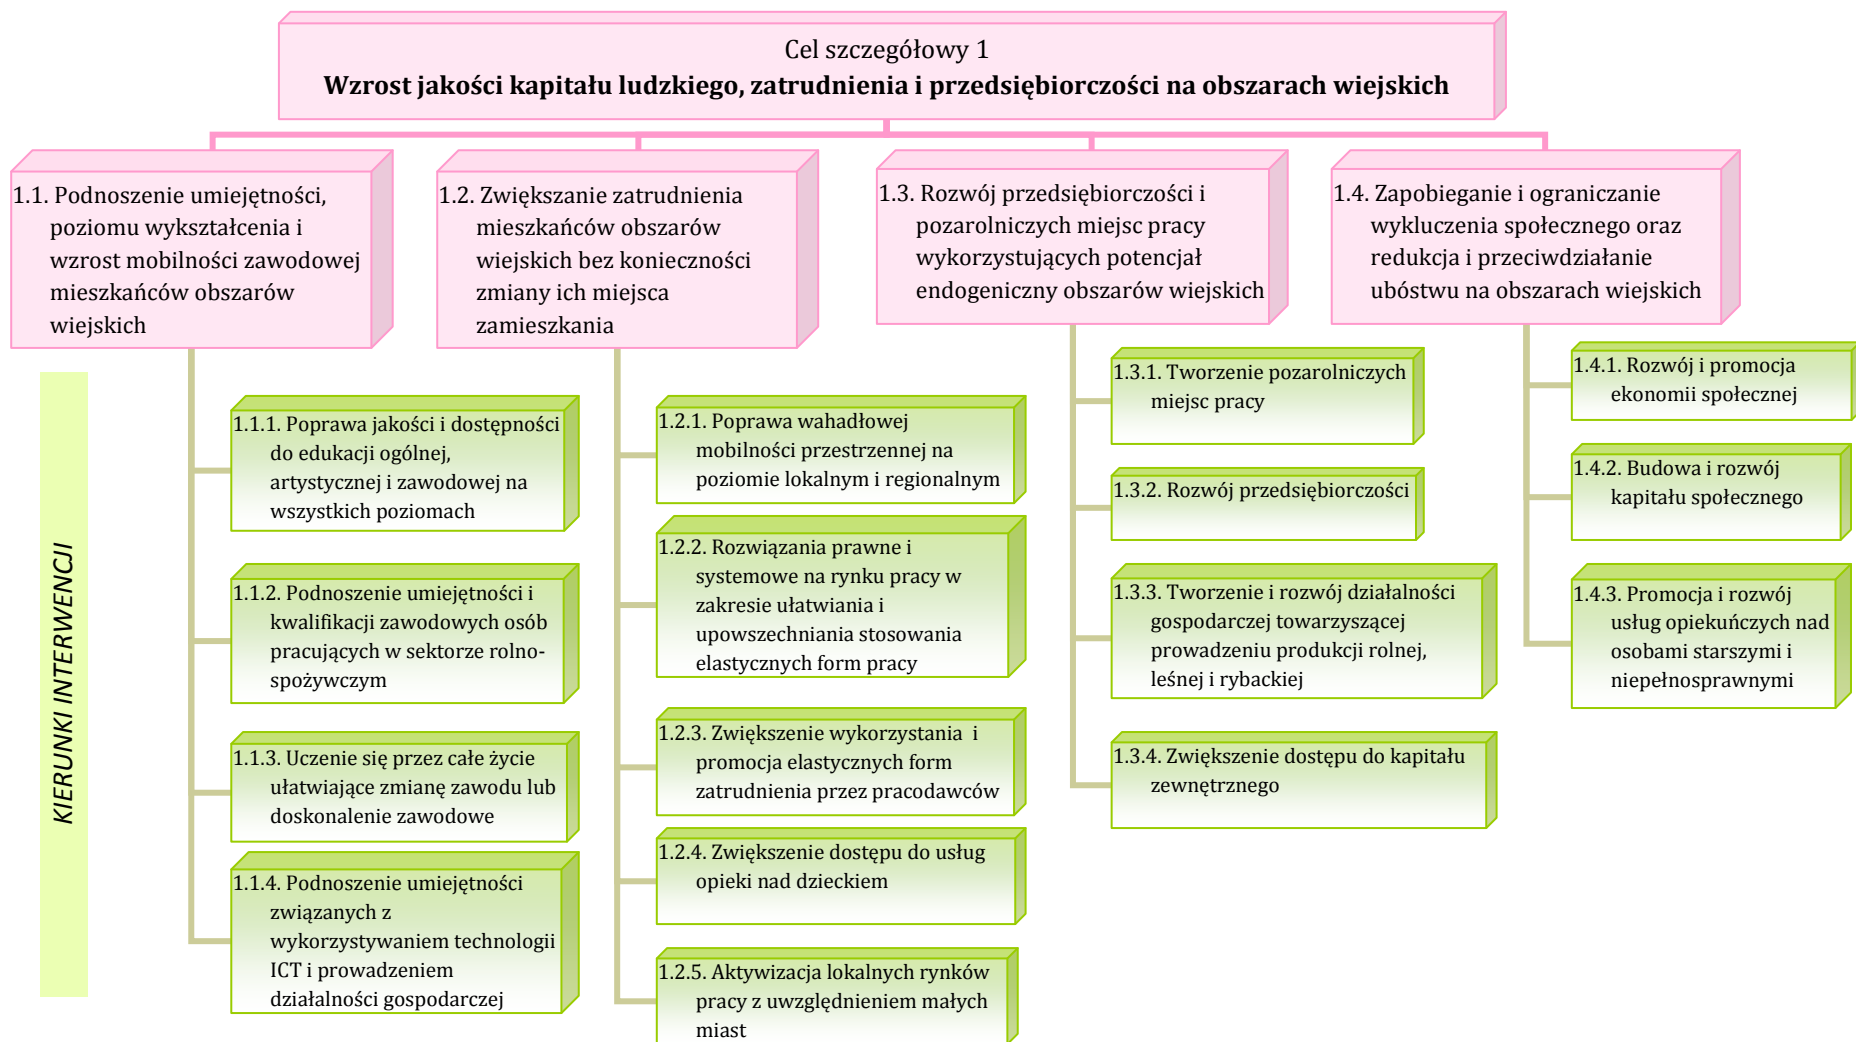 Cel szczegółowy 1
Wzrost jakości kapitału ludzkiego, zatrudnienia i przedsiębiorczości na obszarach wiejskich
1.1. Podnoszenie umiejętności,
poziomu wykształcenia i
wzrost mobilności zawodowej
mieszkańców obszarów
wiejskich
1.2. Zwiększanie zatrudnienia
mieszkańców obszarów
wiejskich bez konieczności
zmiany ich miejsca
zamieszkania
1.3. Rozwój przedsiębiorczości i
pozarolniczych miejsc pracy
wykorzystujących potencjał
endogeniczny obszarów wiejskich
1.4. Zapobieganie i ograniczanie
wykluczenia społecznego oraz
redukcja i przeciwdziałanie
ubóstwu na obszarach wiejskich
KIERUNKI INTERWENCJI
1.1.1. Poprawa jakości i dostępności
do edukacji ogólnej,
artystycznej i zawodowej na
wszystkich poziomach
1.1.2. Podnoszenie umiejętności i
kwalifikacji zawodowych osób
pracujących w sektorze rolno-
spożywczym
1.1.3. Uczenie się przez całe życie
ułatwiające zmianę zawodu lub
doskonalenie zawodowe
1.1.4. Podnoszenie umiejętności
związanych z
wykorzystywaniem technologii
ICT i prowadzeniem
działalności gospodarczej
1.2.1. Poprawa wahadłowej
mobilności przestrzennej na
poziomie lokalnym i regionalnym
1.2.2. Rozwiązania prawne i
systemowe na rynku pracy w
zakresie ułatwiania i
upowszechniania stosowania
elastycznych form pracy
1.2.3. Zwiększenie wykorzystania i
promocja elastycznych form
zatrudnienia przez pracodawców
1.2.4. Zwiększenie dostępu do usług
opieki nad dzieckiem
1.2.5. Aktywizacja lokalnych rynków
pracy z uwzględnieniem małych
miast
1.3.1. Tworzenie pozarolniczych
miejsc pracy
1.3.2. Rozwój przedsiębiorczości
1.3.3. Tworzenie i rozwój działalności
gospodarczej towarzyszącej
prowadzeniu produkcji rolnej,
leśnej i rybackiej
1.3.4. Zwiększenie dostępu do kapitału
zewnętrznego
1.4.1. Rozwój i promocja
ekonomii społecznej
1.4.2. Budowa i rozwój
kapitału społecznego
1.4.3. Promocja i rozwój
usług opiekuńczych nad
osobami starszymi i
niepełnosprawnymi